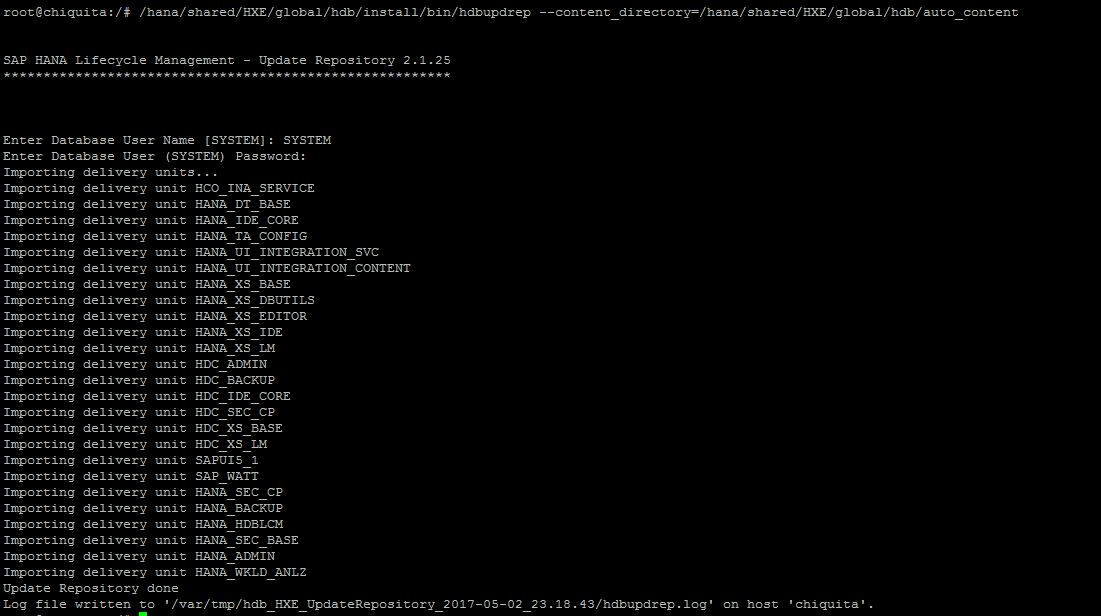 root@chiquita:/# /hana/shared/HXE/global/hdb/install/bin/hdbupdrep --content_directory=/hana/shared/HXE/global/hdb/auto_content
SAP HANA Lifecycle Management - Update Repository 2.1.25
********************************************************
Enter Database User Name [SYSTEM]: SYSTEM
Enter Database User (SYSTEM) Password:
Importing delivery units...
Importing delivery unit HCO_INA_SERVICE
Importing delivery unit HANA_DT_BASE
Importing delivery unit HANA_IDE_CORE
Importing delivery unit HANA_TA_CONFIG
Importing delivery unit HANA_UI_INTEGRATION_SVC
Importing delivery unit HANA_UI_INTEGRATION_CONTENT
Importing delivery unit HANA_XS_BASE
Importing delivery unit HANA_XS_DBUTILS
Importing delivery unit HANA_XS_EDITOR
Importing delivery unit HANA_XS_IDE
Importing delivery unit HANA_XS_LM
Importing delivery unit HDC_ADMIN
Importing delivery unit HDC_BACKUP
Importing delivery unit HDC_IDE_CORE
Importing delivery unit HDC_SEC_CP
Importing delivery unit HDC_XS_BASE
Importing delivery unit HDC_XS_LM
Importing delivery unit SAPUI5_1
Importing delivery unit SAP_WATT
Importing delivery unit HANA_SEC_CP
Importing delivery unit HANA_BACKUP
Importing delivery unit HANA_HDBLCM
Importing delivery unit HANA_SEC_BASE
Importing delivery unit HANA_ADMIN
Importing delivery unit HANA_WKLD_ANLZ
Update Repository done
Log file written to '/var/tmp/hdb_HXE_UpdateRepository_2017-05-02_23.18.43/hdbupdrep.log' on host 'chiquita'.